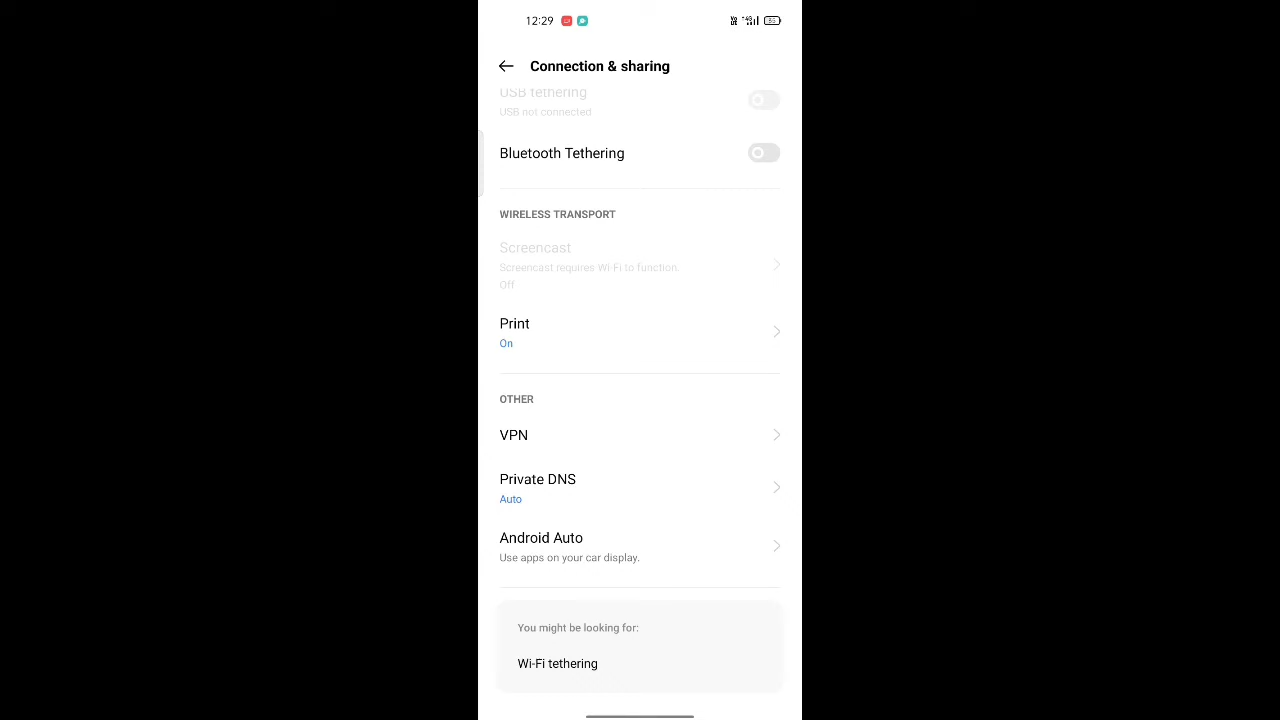 12:29
Connection & sharing
USB tethering
USB not connected
Bluetooth Tethering
WIRELESS TRANSPORT
Screencast
Screencast requires Wi-Fi to function.
Off
Print
On
OTHER
VPN
Private DNS
Auto
Android Auto
Use apps on your car display.
You might be looking for:
Wi-Fi tethering